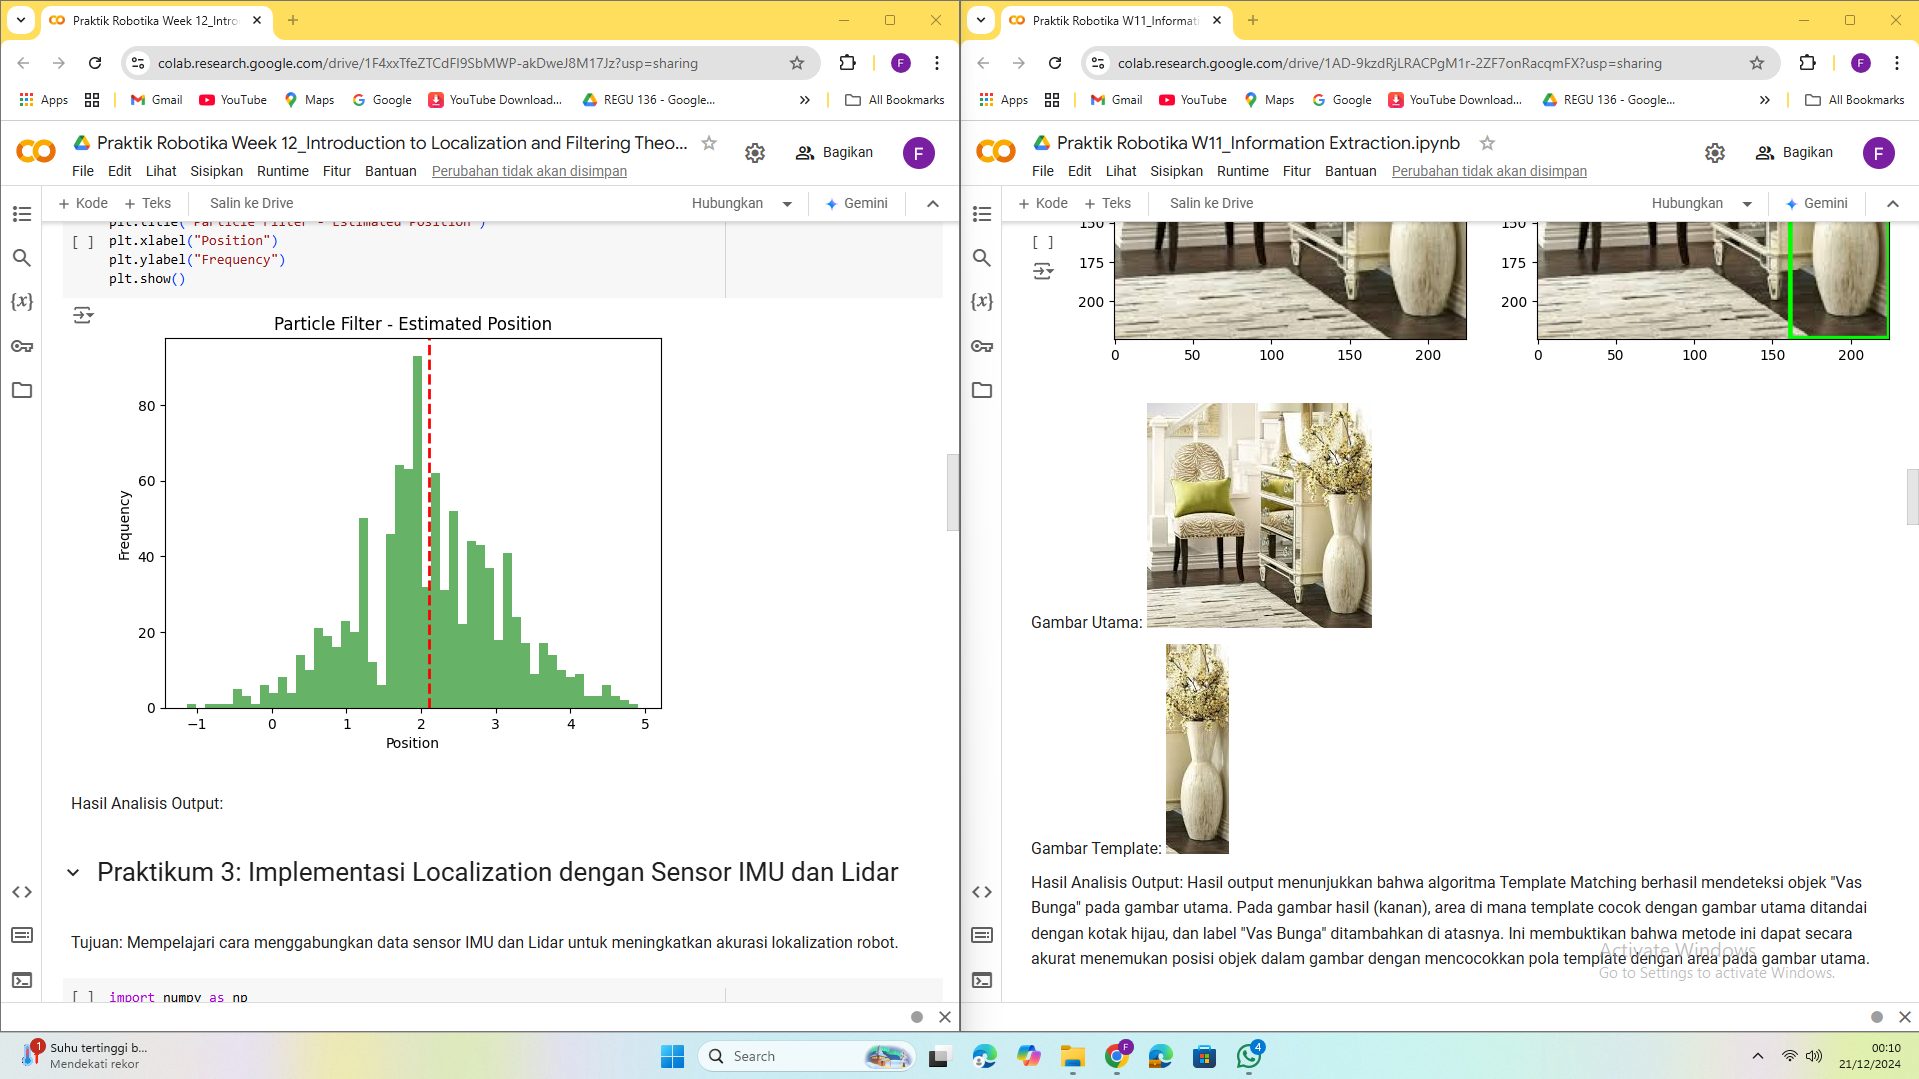 Praktik Robotika Week 12_Intro
colab.research.google.com/drive/1F4xxTfeZTCdFI9SbMWP-akDweJ8M17Jz?usp=sharing
F
Apps
Gmail
YouTube
Maps
Google
YouTube Download...
REGU 136 - Google...
All Bookmarks
Praktik Robotika Week 12_Introduction to Localization and Filtering Theo...
Bagikan
F
File Edit Lihat Sisipkan Runtime Fitur Bantuan Perubahan tidak akan disimpan
+ Kode + Teks Salin ke Drive Hubungkan Gemini
plt.title("Particle Filter - Estimated Position")
[ ] plt.xlabel("Position")
plt.ylabel("Frequency")
plt.show()
{x}
Particle Filter - Estimated Position
80
60
40
20
0
Frequency
−1 0 1 2 3 4 5
Position
Hasil Analisis Output:
Praktikum 3: Implementasi Localization dengan Sensor IMU dan Lidar
Tujuan: Mempelajari cara menggabungkan data sensor IMU dan Lidar untuk meningkatkan akurasi lokalization robot.
[ ] import numpy as np
Praktik Robotika W11_Informati
colab.research.google.com/drive/1AD-9kzdRjLRACPgM1r-2ZF7onRacqmFX?usp=sharing
F
Apps
Gmail
YouTube
Maps
Google
YouTube Download...
REGU 136 - Google...
All Bookmarks
Praktik Robotika W11_Information Extraction.ipynb
Bagikan
F
File Edit Lihat Sisipkan Runtime Fitur Bantuan Perubahan tidak akan disimpan
+ Kode + Teks Salin ke Drive Hubungkan Gemini
[ ]
{x}
150
175
200
0 50 100 150 200
150
175
200
0 50 100 150 200
Gambar Utama:
Gambar Template:
Hasil Analisis Output: Hasil output menunjukkan bahwa algoritma Template Matching berhasil mendeteksi objek "Vas
Bunga" pada gambar utama. Pada gambar hasil (kanan), area di mana template cocok dengan gambar utama ditandai
dengan kotak hijau, dan label "Vas Bunga" ditambahkan di atasnya. Ini membuktikan bahwa metode ini dapat secara
akurat menemukan posisi objek dalam gambar dengan mencocokkan pola template dengan area pada gambar utama.
Activate Windows
Go to Settings to activate Windows.
1
Suhu tertinggi b...
Mendekati rekor
Search
F
4
00:10
21/12/2024